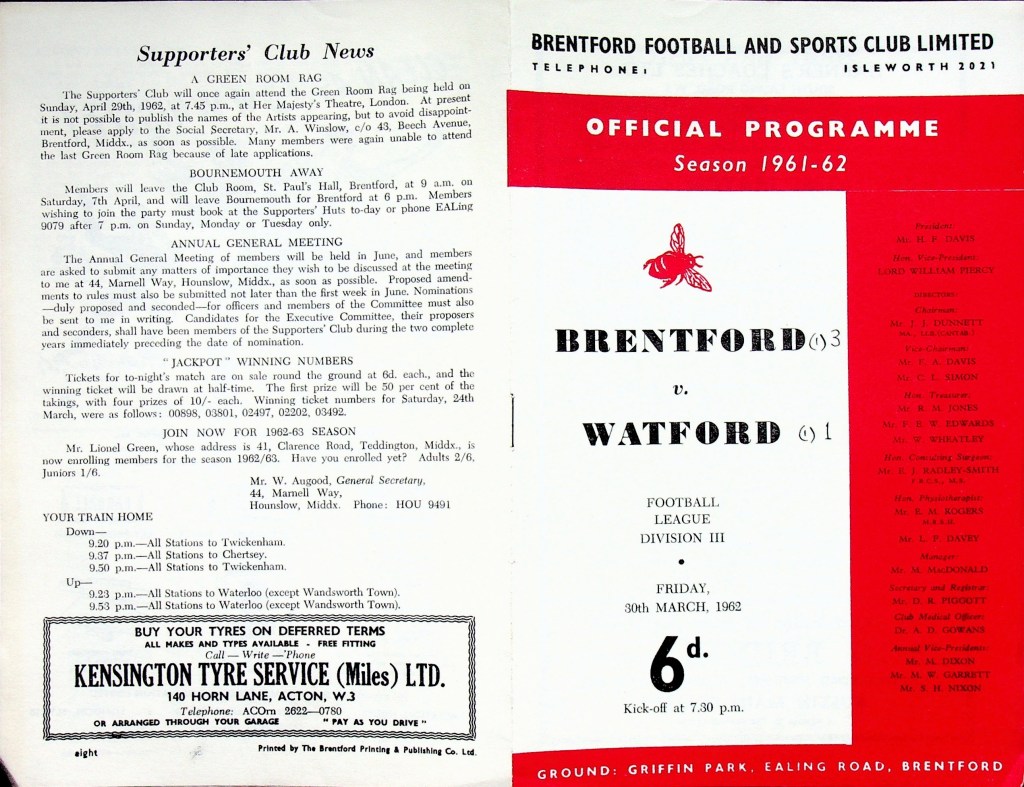 Supporters' Club News
A GREEN ROOM RAG
The Supporters' Club will once again attend the Green Room Rag being held on
Sunday, April 29th, 1962, at 7.45 p.m., at Her Majesty's Theatre, London. At present
it is not possible to publish the names of the Artists appearing, but to avoid disappoint-
ment, please apply to the Social Secretary, Mr. A. Winslow, c/o 43, Beech Avenue,
Brentford, Middx., as soon as possible. Many members were again unable to attend
the last Green Room Rag because of late applications.
BOURNEMOUTH AWAY
Members will leave the Club Room, St. Paul's Hall, Brentford, at 9 a.m. on
Saturday, 7th April, and will leave Bournemouth for Brentford at 6 p.m. Members
wishing to join the party must book at the Supporters' Huts to-day or phone EALing
9079 after 7 p.m. on Sunday, Monday or Tuesday only.
ANNUAL GENERAL MEETING
The Annual General Meeting of members will be held in June, and members
are asked to submit any matters of importance they wish to be discussed at the meeting
to me at 44, Marnell Way, Hounslow, Middx., as soon as possible. Proposed amend-
ments to rules must also be submitted not later than the first week in June. Nominations
—duly proposed and seconded—for officers and members of the Committee must also
be sent to me in writing. Candidates for the Executive Committee, their proposers
and seconders, shall have been members of the Supporters' Club during the two complete
years immediately preceding the date of nomination.
"JACKPOT" WINNING NUMBERS
Tickets for to-night's match are on sale round the ground at 6d. each., and the
winning ticket will be drawn at half-time. The first prize will be 50 per cent of the
takings, with four prizes of 10/- each. Winning ticket numbers for Saturday, 24th
March, were as follows: 00898, 03801, 02497, 02202, 03492.
JOIN NOW FOR 1962-63 SEASON
Mr. Lionel Green, whose address is 41, Clarence Road, Teddington, Middx., is
now enrolling members for the season 1962/63. Have you enrolled yet? Adults 2/6,
Juniors 1/6.
Mr. W. Augood, General Secretary,
44, Marnell Way,
Hounslow, Middx. Phone: HOU 9491
YOUR TRAIN HOME
Down—
9.20 p.m.—All Stations to Twickenham.
9.37 p.m.—All Stations to Chertsey.
9.50 p.m.—All Stations to Twickenham.
Up—
9.23 p.m.—All Stations to Waterloo (except Wandsworth Town).
9.53 p.m.—All Stations to Waterloo (except Wandsworth Town).
BUY YOUR TYRES ON DEFERRED TERMS
ALL MAKES AND TYPES AVAILABLE - FREE FITTING
Call — Write — 'Phone
KENSINGTON TYRE SERVICE (Miles) LTD.
140 HORN LANE, ACTON, W.3
Telephone: ACOrn 2622—0780
OR ARRANGED THROUGH YOUR GARAGE "PAY AS YOU DRIVE"
eight
Printed by The Brentford Printing & Publishing Co. Ltd.
BRENTFORD FOOTBALL AND SPORTS CLUB LIMITED
TELEPHONE: ISLEWORTH 2021
OFFICIAL PROGRAMME
Season 1961-62
BRENTFORD (1) 3
v.
WATFORD (1) 1
FOOTBALL
LEAGUE
DIVISION III
•
FRIDAY,
30th MARCH, 1962
6d.
Kick-off at 7.30 p.m.
President:
Mr. H. F. DAVIS
Hon. Vice-President:
LORD WILLIAM PIERCY
DIRECTORS:
Chairman:
Mr. J. J. DUNNETT
Vice-Chairman:
Mr. F. A. DAVIS
Mr. C. L. SIMON
Hon. Treasurer:
Mr. R. M. JONES
Mr. F. E. W. EDWARDS
Mr. W. WHEATLEY
Hon. Consulting Surgeon:
Mr. E. J. RADLEY-SMITH
Hon. Physiotherapist:
Mr. E. M. ROGERS
Mr. L. F. DAVEY
Manager:
Mr. M. MacDONALD
Secretary and Registrar:
Mr. D. R. PIGGOTT
Club Medical Officer:
Dr. A. D. GOWANS
Annual Vice-Presidents:
Mr. M. DIXON
Mr. M. W. GARRETT
Mr. S. H. NIXON
GROUND: GRIFFIN PARK, EALING ROAD, BRENTFORD